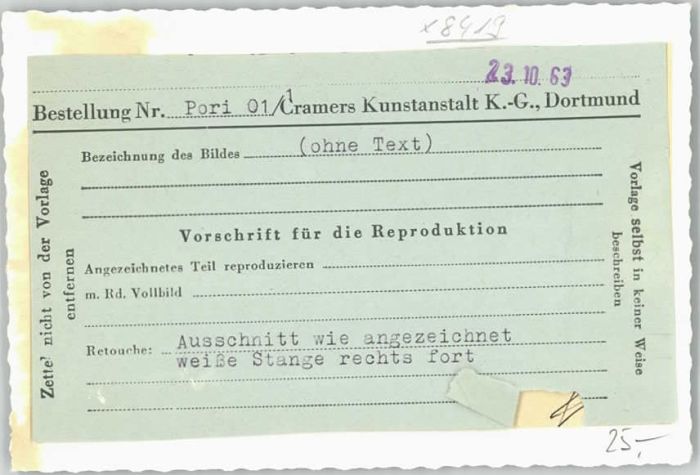 x8419
23.10.63
Bestellung Nr. Pori 01/1 Cramers Kunstanstalt K.-G., Dortmund
Bezeichnung des Bildes (ohne Text)
Vorschrift für die Reproduktion
Angezeichnetes Teil reproduzieren
m. Rd. Vollbild
Retouche: Ausschnitt wie angezeichnet
weiße Stange rechts fort
Zettel nicht von der Vorlage
entfernen
Vorlage selbst in keiner Weise
beschreiben
25,-